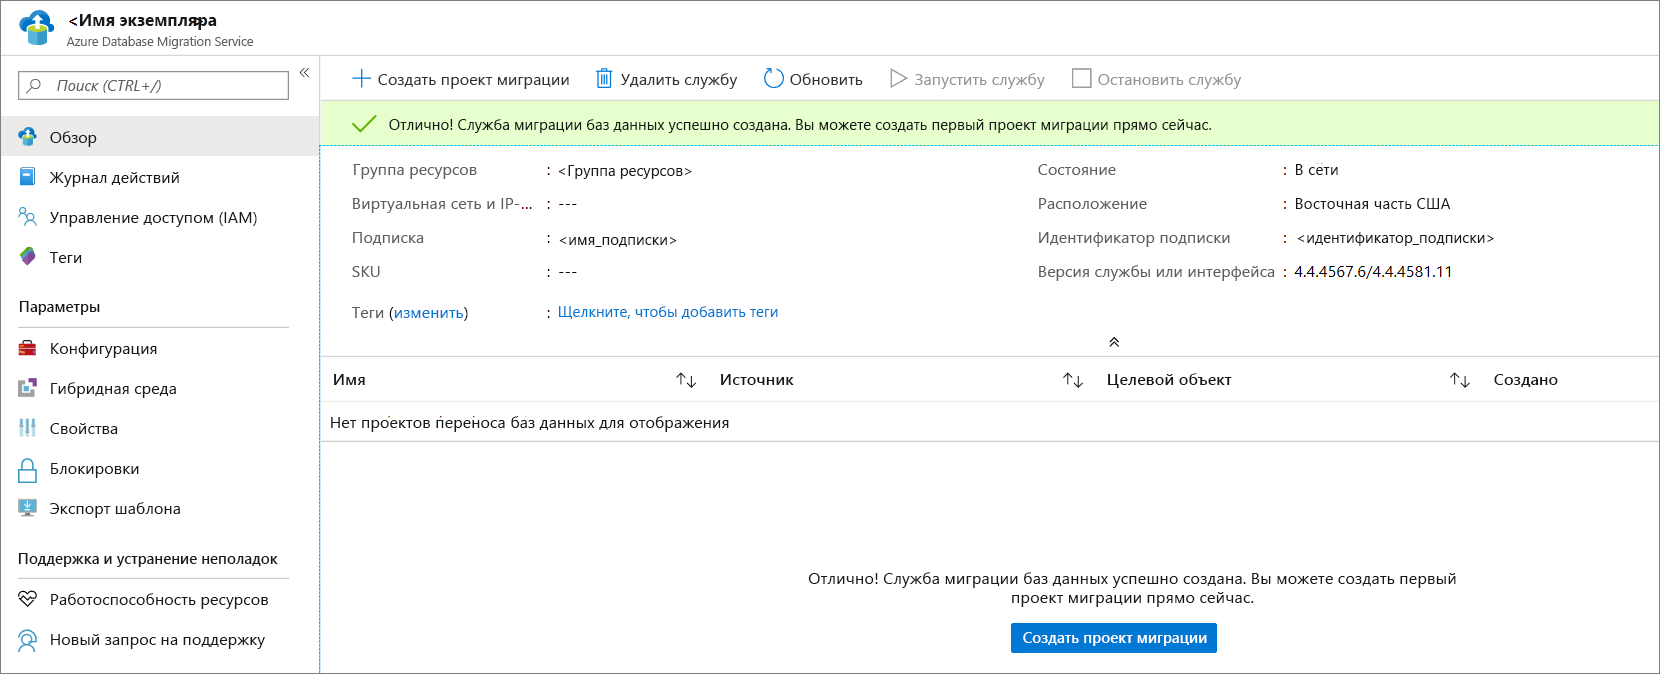 <Имя экземпляра
Azure Database Migration Service
Поиск (CTRL+/)
«
Обзор
Журнал действий
Управление доступом (IAM)
Теги
Параметры
Конфигурация
Гибридная среда
Свойства
Блокировки
Экспорт шаблона
Поддержка и устранение неполадок
Работоспособность ресурсов
Новый запрос на поддержку
Создать проект миграции Удалить службу Обновить Запустить службу Остановить службу
Отлично! Служба миграции баз данных успешно создана. Вы можете создать первый проект миграции прямо сейчас.
Группа ресурсов : <Группа ресурсов>
Виртуальная сеть и IP-... : ---
Подписка : <имя_подписки>
SKU : ---
Теги (изменить) : Щелкните, чтобы добавить теги
Состояние : В сети
Расположение : Восточная часть США
Идентификатор подписки : <идентификатор_подписки>
Версия службы или интерфейса : 4.4.4567.6/4.4.4581.11
Имя Источник Целевой объект Создано
Нет проектов переноса баз данных для отображения
Отлично! Служба миграции баз данных успешно создана. Вы можете создать первый
проект миграции прямо сейчас.
Создать проект миграции